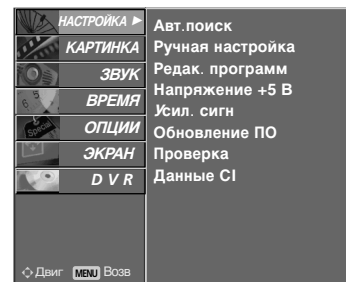 НАСТРОЙКА ►
КАРТИНКА
ЗВУК
ВРЕМЯ
ОПЦИИ
ЭКРАН
D V R
Авт.поиск
Ручная настройка
Редак. программ
Напряжение +5 В
Усил. сигн
Обновление ПО
Проверка
Данные CI
Special
Двиг MENU Возв